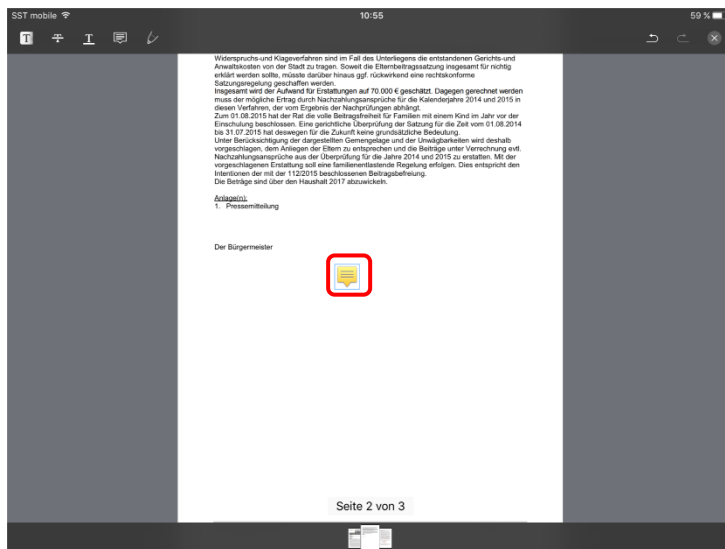 SST mobile 10:55 59 %
T T T
Widerspruchs-und Klageverfahren sind im Fall des Unterliegens die entstandenen Gerichts-und
Anwaltskosten von der Stadt zu tragen. Soweit die Elternbeitragssatzung insgesamt für nichtig
erklärt werden sollte, müsste darüber hinaus ggf. rückwirkend eine rechtskonforme
Satzungsregelung geschaffen werden.
Insgesamt wird der Aufwand für Erstattungen auf 70.000 € geschätzt. Dagegen gerechnet werden
muss der mögliche Ertrag durch Nachzahlungsansprüche für die Kalenderjahre 2014 und 2015 in
diesen Verfahren, der vom Ergebnis der Nachprüfungen abhängt.
Zum 01.08.2015 hat der Rat die volle Beitragsfreiheit für Familien mit einem Kind im Jahr vor der
Einschulung beschlossen. Eine gerichtliche Überprüfung der Satzung für die Zeit vom 01.08.2014
bis 31.07.2015 hat deswegen für die Zukunft keine grundsätzliche Bedeutung.
Unter Berücksichtigung der dargestellten Gemengelage und der Unwägbarkeiten wird deshalb
vorgeschlagen, dem Anliegen der Eltern zu entsprechen und die Beiträge unter Verrechnung evtl.
Nachzahlungsansprüche aus der Überprüfung für die Jahre 2014 und 2015 zu erstatten. Mit der
vorgeschlagenen Erstattung soll eine familienentlastende Regelung erfolgen. Dies entspricht den
Intentionen der mit der 112/2015 beschlossenen Beitragsbefreiung.
Die Beträge sind über den Haushalt 2017 abzuwickeln.
Anlage(n):
1. Pressemitteilung
Der Bürgermeister
Seite 2 von 3